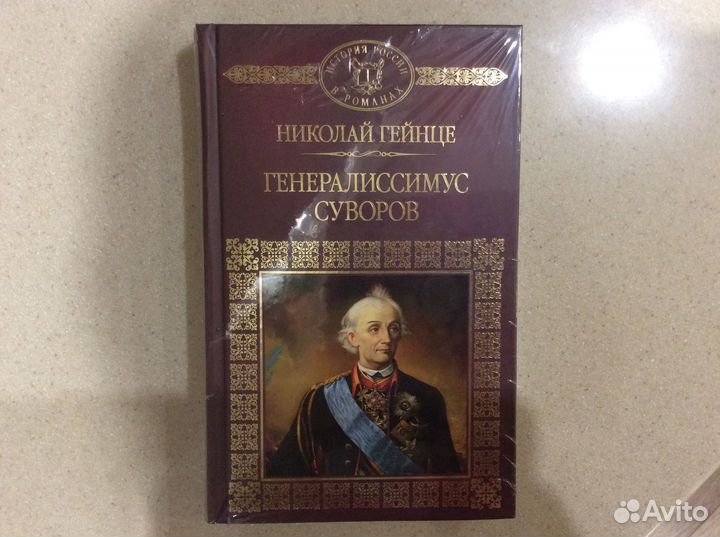 ИСТОРИЯ РОССИИ
В РОМАНАХ
НИКОЛАЙ ГЕЙНЦЕ
ГЕНЕРАЛИССИМУС
СУВОРОВ
Avito